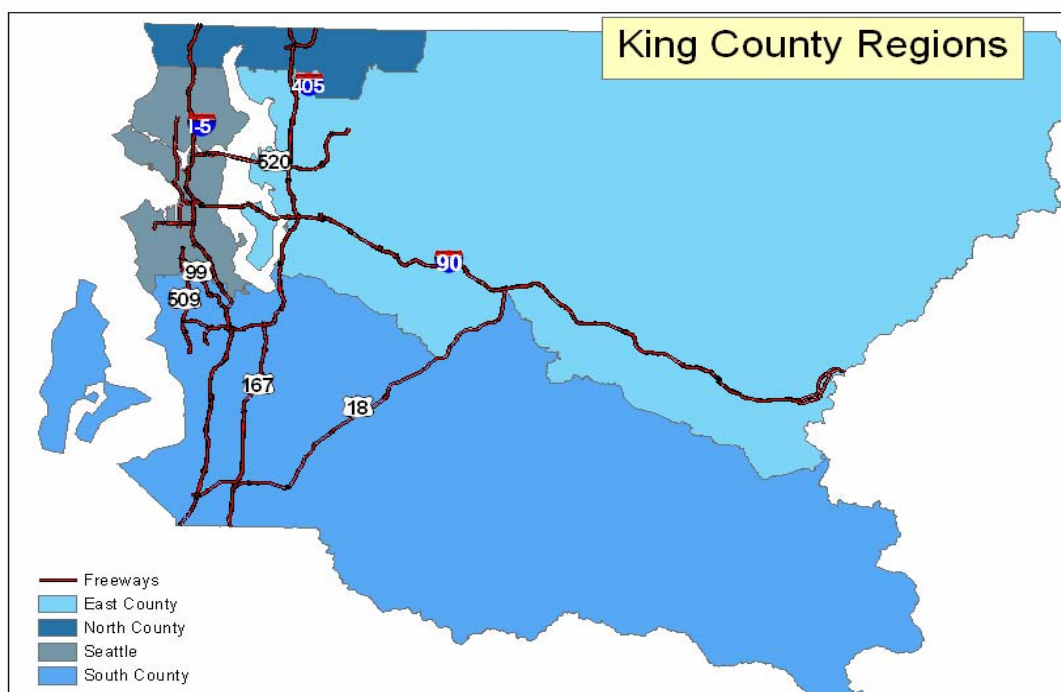 King County Regions
405
I-5
520
90
99
509
167
18
Freeways
East County
North County
Seattle
South County